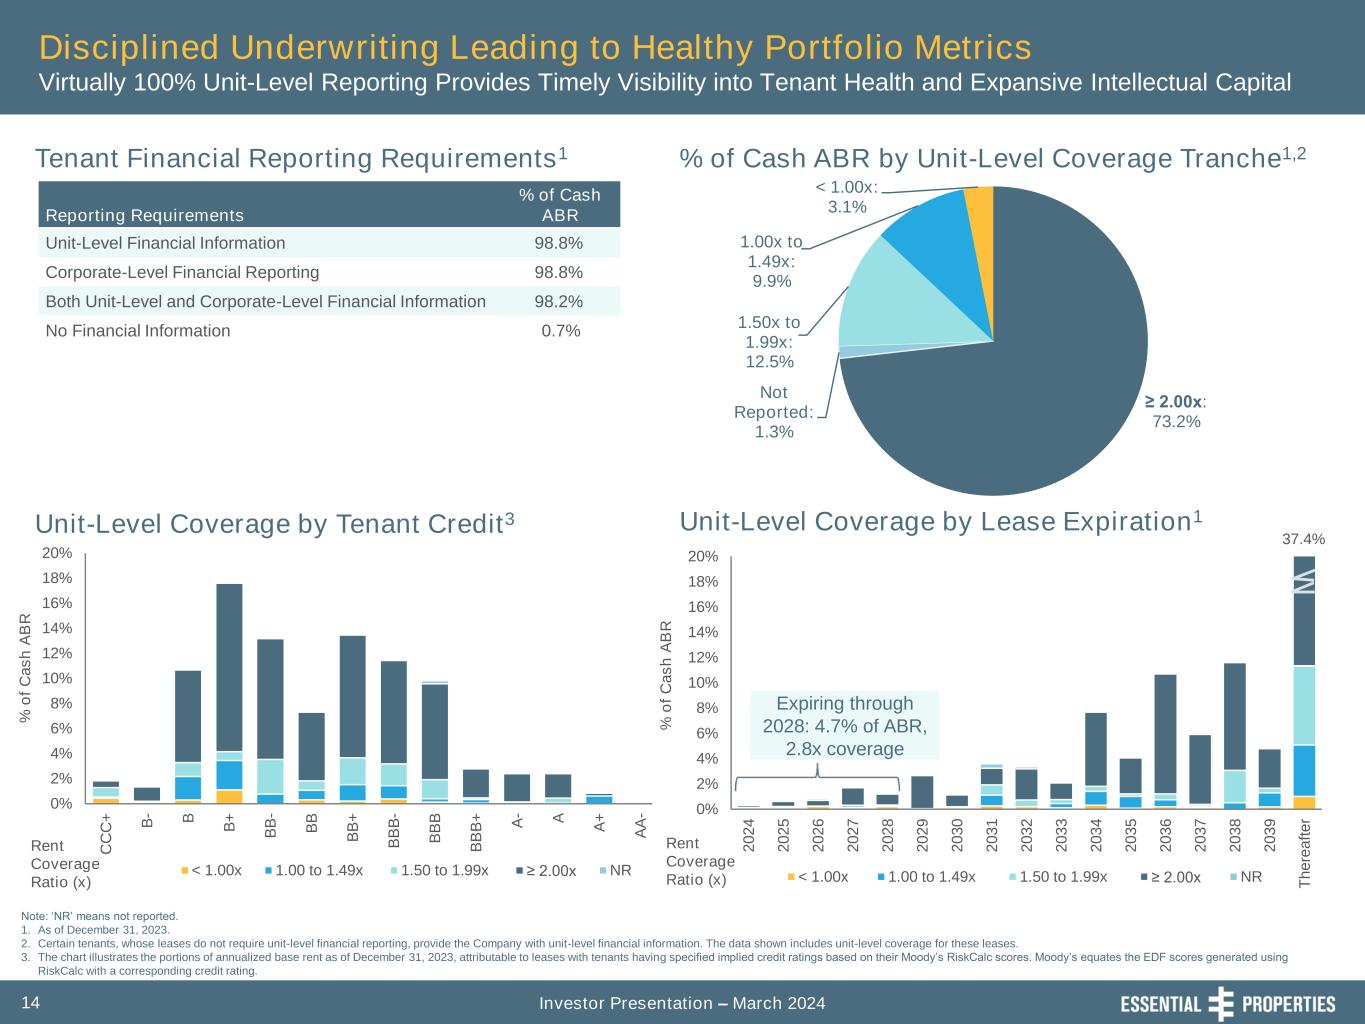 Disciplined Underwriting Leading to Healthy Portfolio Metrics
Virtually 100% Unit-Level Reporting Provides Timely Visibility into Tenant Health and Expansive Intellectual Capital
Tenant Financial Reporting Requirements1
Reporting Requirements % of Cash ABR
Unit-Level Financial Information 98.8%
Corporate-Level Financial Reporting 98.8%
Both Unit-Level and Corporate-Level Financial Information 98.2%
No Financial Information 0.7%
% of Cash ABR by Unit-Level Coverage Tranche1,2
< 1.00x:
3.1%
1.00x to
1.49x:
9.9%
1.50x to
1.99x:
12.5%
Not
Reported:
1.3%
≥ 2.00x:
73.2%
Unit-Level Coverage by Tenant Credit3
% of Cash ABR
20%
18%
16%
14%
12%
10%
8%
6%
4%
2%
0%
CCC+ B- B B+ BB- BB BB+ BBB- BBB BBB+ A- A A+ AA-
Rent
Coverage
Ratio (x)
< 1.00x 1.00 to 1.49x 1.50 to 1.99x ≥ 2.00x NR
Unit-Level Coverage by Lease Expiration1
37.4%
% of Cash ABR
20%
18%
16%
14%
12%
10%
8%
6%
4%
2%
0%
Expiring through
2028: 4.7% of ABR,
2.8x coverage
2024 2025 2026 2027 2028 2029 2030 2031 2032 2033 2034 2035 2036 2037 2038 2039 Thereafter
Rent
Coverage
Ratio (x)
< 1.00x 1.00 to 1.49x 1.50 to 1.99x ≥ 2.00x NR
Note: ‘NR’ means not reported.
1. As of December 31, 2023.
2. Certain tenants, whose leases do not require unit-level financial reporting, provide the Company with unit-level financial information. The data shown includes unit-level coverage for these leases.
3. The chart illustrates the portions of annualized base rent as of December 31, 2023, attributable to leases with tenants having specified implied credit ratings based on their Moody’s RiskCalc scores. Moody’s equates the EDF scores generated using
RiskCalc with a corresponding credit rating.
14
Investor Presentation – March 2024
ESSENTIAL PROPERTIES